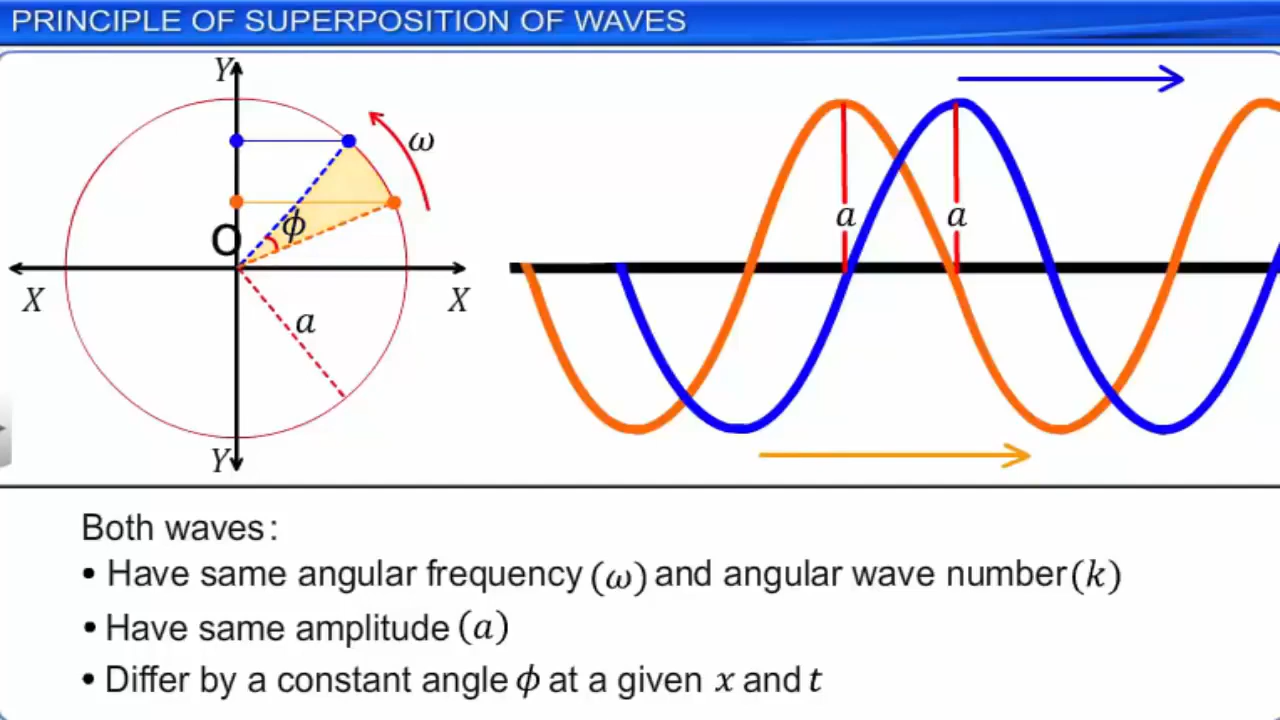 PRINCIPLE OF SUPERPOSITION OF WAVES
Y
ω
ϕ
O
X
X
a
Y
a
a
Both waves:
• Have same angular frequency (ω) and angular wave number (k)
• Have same amplitude (a)
• Differ by a constant angle ϕ at a given x and t